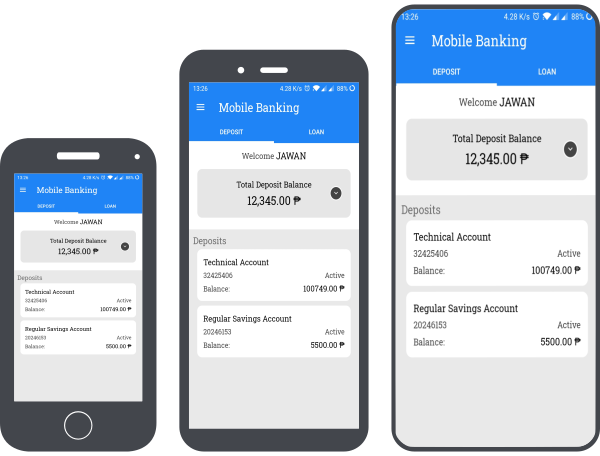 13:26 4.28 K/s 88%
Mobile Banking
DEPOSIT LOAN
Welcome JAWAN
Total Deposit Balance
12,345.00 ₱
Deposits
Technical Account
32425406 Active
Balance: 100749.00 ₱
Regular Savings Account
20246153 Active
Balance: 5500.00 ₱
13:26 4.28 K/s 88%
Mobile Banking
DEPOSIT LOAN
Welcome JAWAN
Total Deposit Balance
12,345.00 ₱
Deposits
Technical Account
32425406 Active
Balance: 100749.00 ₱
Regular Savings Account
20246153 Active
Balance: 5500.00 ₱
13:26 4.28 K/s 88%
Mobile Banking
DEPOSIT LOAN
Welcome JAWAN
Total Deposit Balance
12,345.00 ₱
Deposits
Technical Account
32425406 Active
Balance: 100749.00 ₱
Regular Savings Account
20246153 Active
Balance: 5500.00 ₱